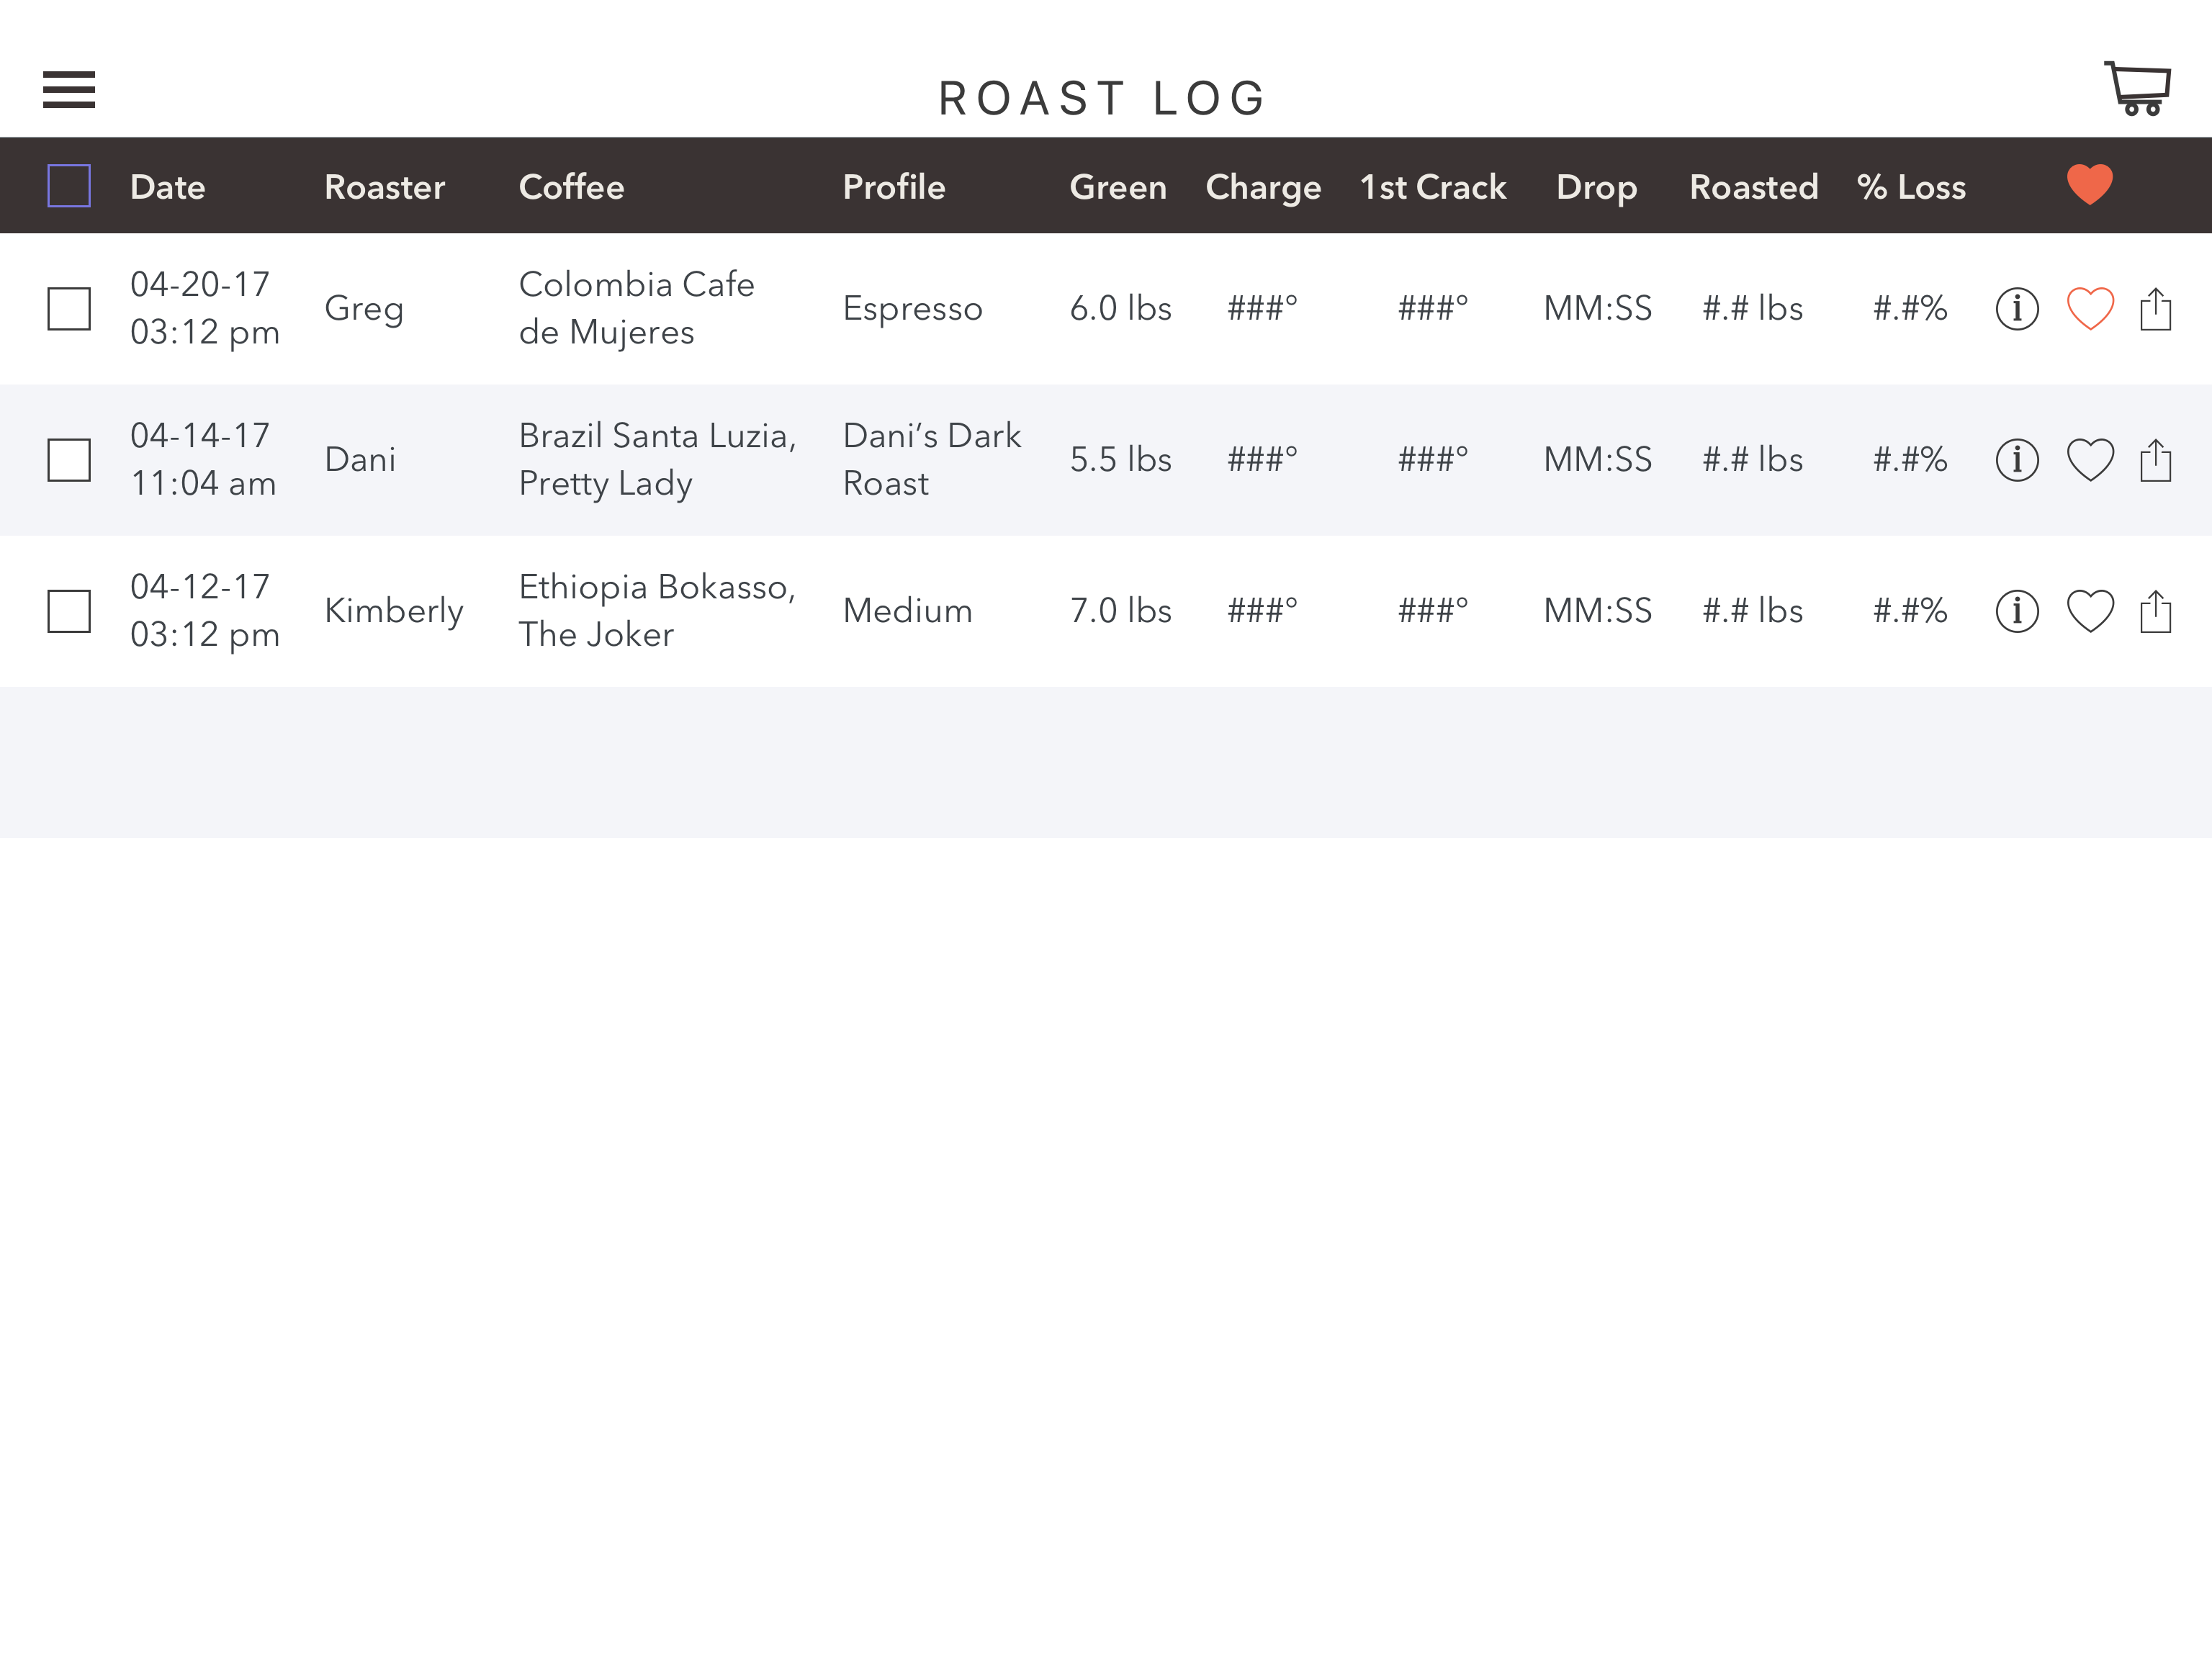 ROAST LOG
Date Roaster Coffee Profile Green Charge 1st Crack Drop Roasted % Loss
04-20-17 03:12 pm Greg Colombia Cafe de Mujeres Espresso 6.0 lbs ###° ###° MM:SS #.# lbs #.#%
04-14-17 11:04 am Dani Brazil Santa Luzia, Pretty Lady Dani’s Dark Roast 5.5 lbs ###° ###° MM:SS #.# lbs #.#%
04-12-17 03:12 pm Kimberly Ethiopia Bokasso, The Joker Medium 7.0 lbs ###° ###° MM:SS #.# lbs #.#%